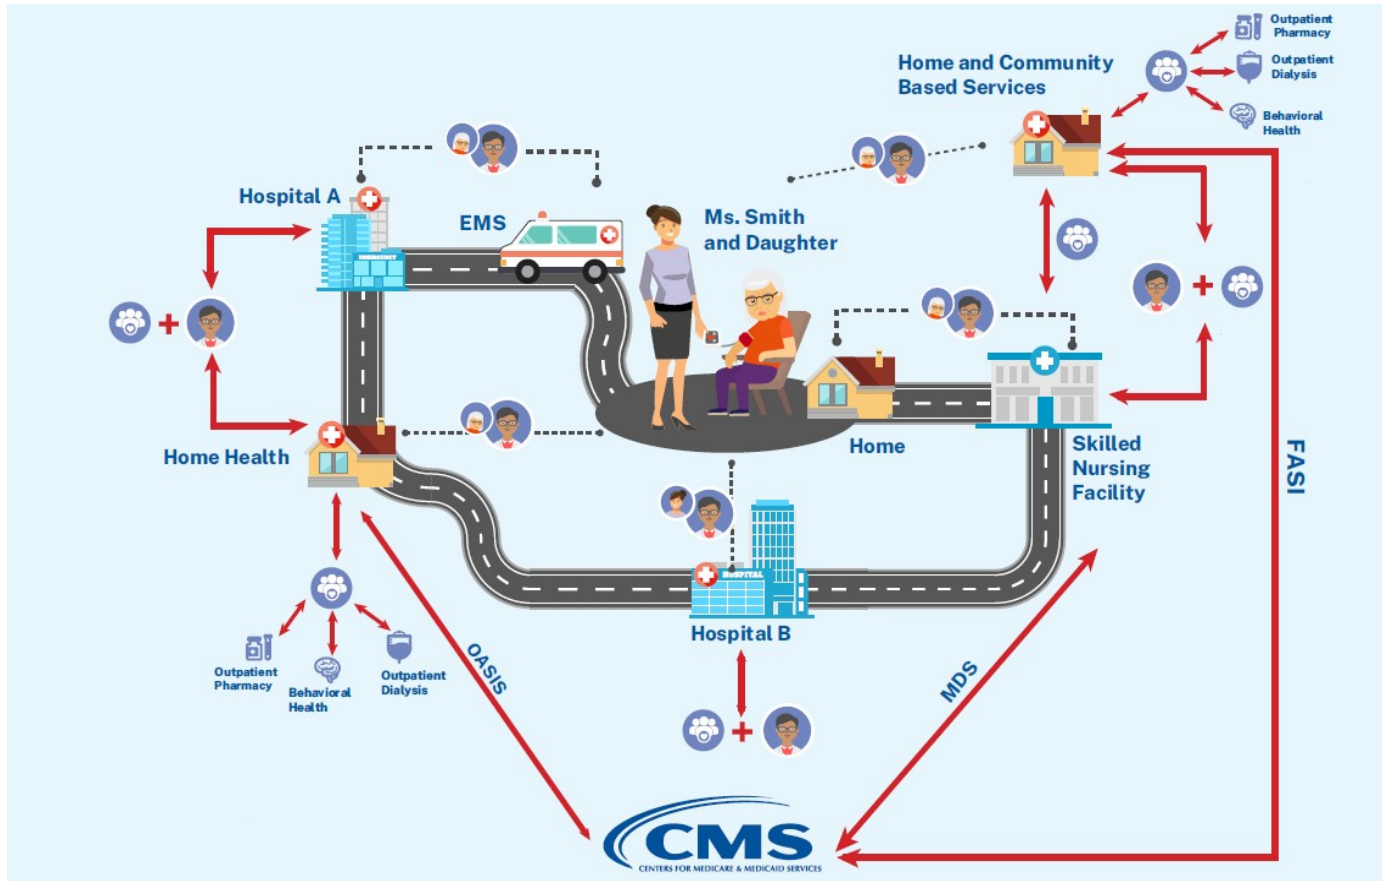 Outpatient
Pharmacy
Home and Community
Based Services
Outpatient
Dialysis
Behavioral
Health
Hospital A
EMS
Ms. Smith
and Daughter
EMERGENCY
Home Health
Home
Skilled
Nursing
Facility
FASI
HOSPITAL
Hospital B
Outpatient
Pharmacy
Behavioral
Health
Outpatient
Dialysis
OASIS
MDS
CMS
CENTERS FOR MEDICARE & MEDICAID SERVICES